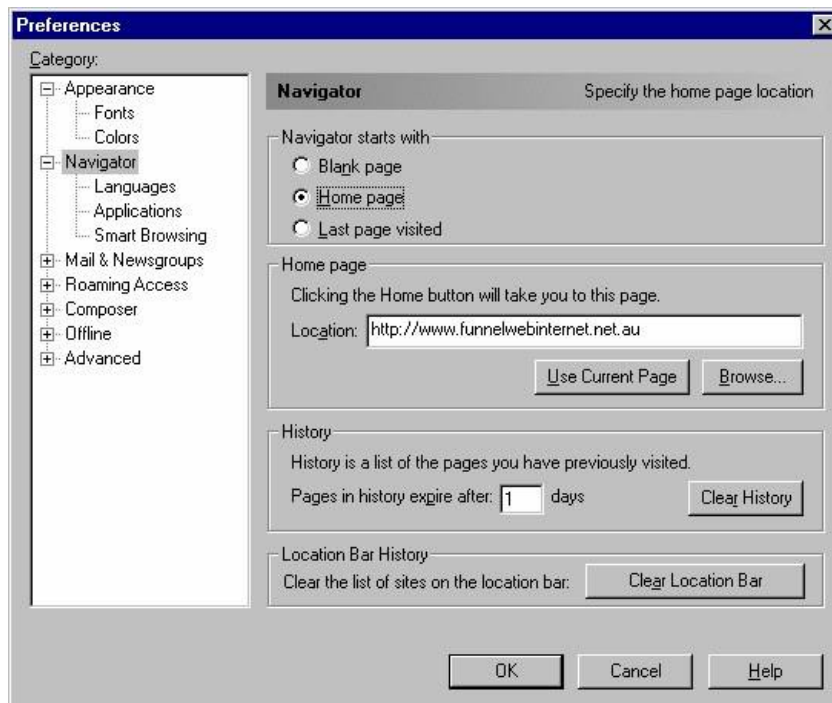 Preferences
Category:
Appearance
Fonts
Colors
Navigator
Languages
Applications
Smart Browsing
Mail & Newsgroups
Roaming Access
Composer
Offline
Advanced
Navigator Specify the home page location
Navigator starts with
Blank page
Home page
Last page visited
Home page
Clicking the Home button will take you to this page.
Location: http://www.funnelwebinternet.net.au
Use Current Page Browse...
History
History is a list of the pages you have previously visited.
Pages in history expire after: 1 days Clear History
Location Bar History
Clear the list of sites on the location bar: Clear Location Bar
OK Cancel Help